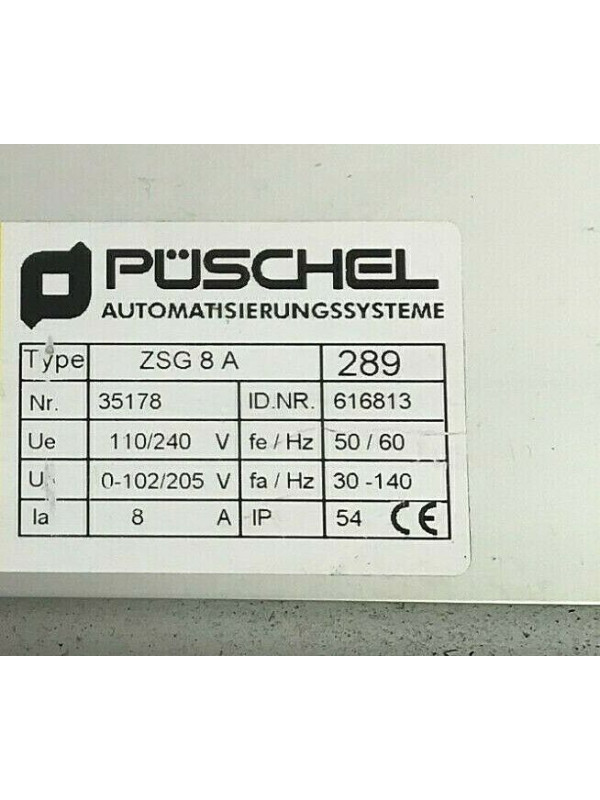 PÜSCHEL
AUTOMATISIERUNGSSYSTEME
Type ZSG 8 A 289
Nr. 35178 ID.NR. 616813
Ue 110/240 V fe / Hz 50 / 60
U 0-102/205 V fa / Hz 30 -140
Ia 8 A IP 54 CE